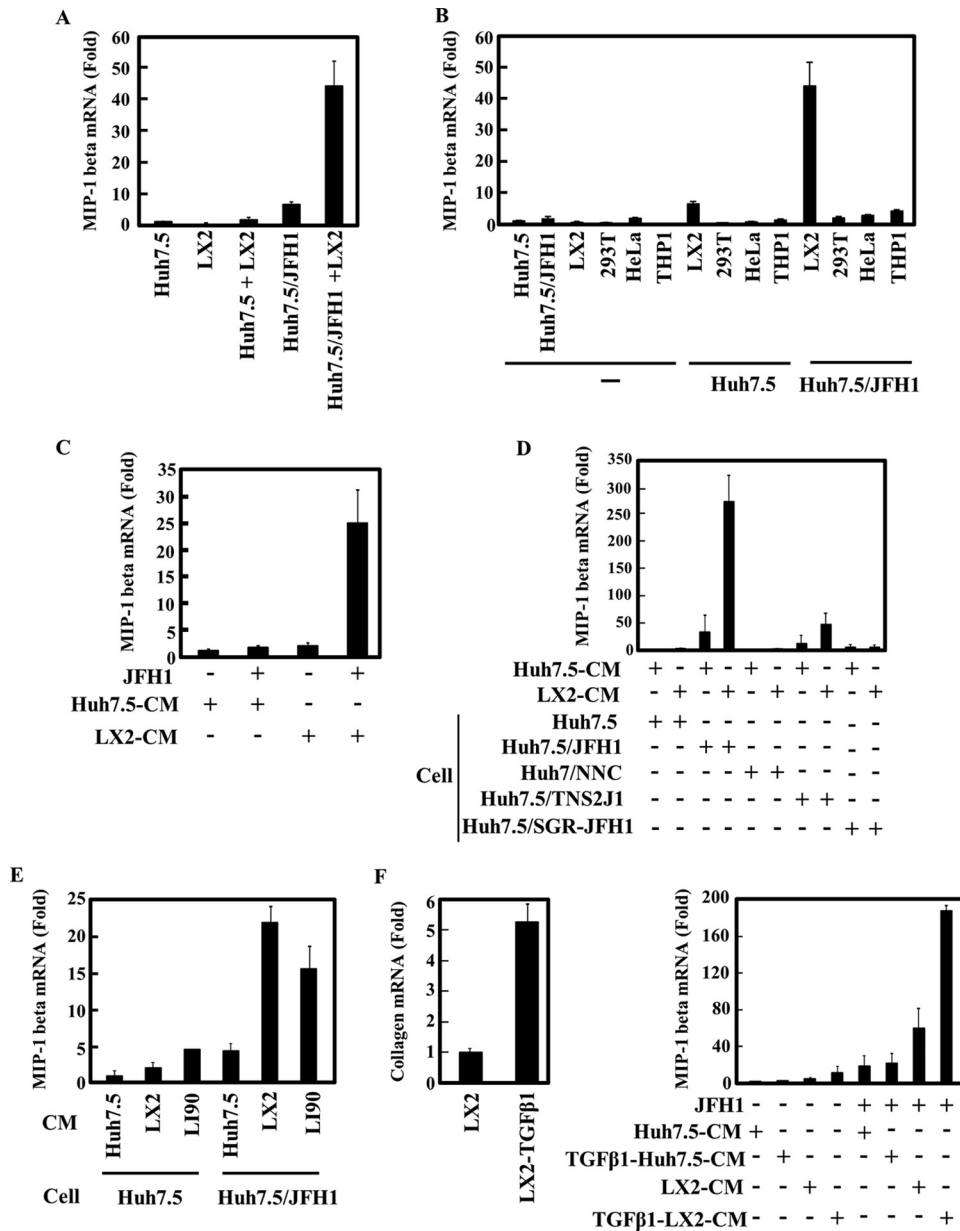 A
MIP-1 beta mRNA (Fold)
60
50
40
30
20
10
0
Huh7.5
LX2
Huh7.5 + LX2
Huh7.5/JFH1
Huh7.5/JFH1 +LX2
B
MIP-1 beta mRNA (Fold)
60
50
40
30
20
10
0
Huh7.5
Huh7.5/JFH1
LX2
293T
HeLa
THP1
LX2
293T
HeLa
THP1
LX2
293T
HeLa
THP1
–
Huh7.5
Huh7.5/JFH1
C
MIP-1 beta mRNA (Fold)
35
30
25
20
15
10
5
0
JFH1 - + - +
Huh7.5-CM + + - -
LX2-CM - - + +
D
MIP-1 beta mRNA (Fold)
350
300
250
200
150
100
50
0
Huh7.5-CM + - + - + - + - + -
LX2-CM - + - + - + - + - +
Cell
Huh7.5 + + - - - - - - - -
Huh7.5/JFH1 - - + + - - - - - -
Huh7/NNC - - - - + + - - - -
Huh7.5/TNS2J1 - - - - - - + + - -
Huh7.5/SGR-JFH1 - - - - - - - - + +
E
MIP-1 beta mRNA (Fold)
25
20
15
10
5
0
CM
Huh7.5
LX2
LI90
Huh7.5
LX2
LI90
Cell
Huh7.5
Huh7.5/JFH1
F
Collagen mRNA (Fold)
6
5
4
3
2
1
0
LX2
LX2-TGFβ1
MIP-1 beta mRNA (Fold)
200
160
120
80
40
0
JFH1 - - - - + + + +
Huh7.5-CM + - - - + - - -
TGFβ1-Huh7.5-CM - + - - - + - -
LX2-CM - - + - - - + -
TGFβ1-LX2-CM - - - + - - - +